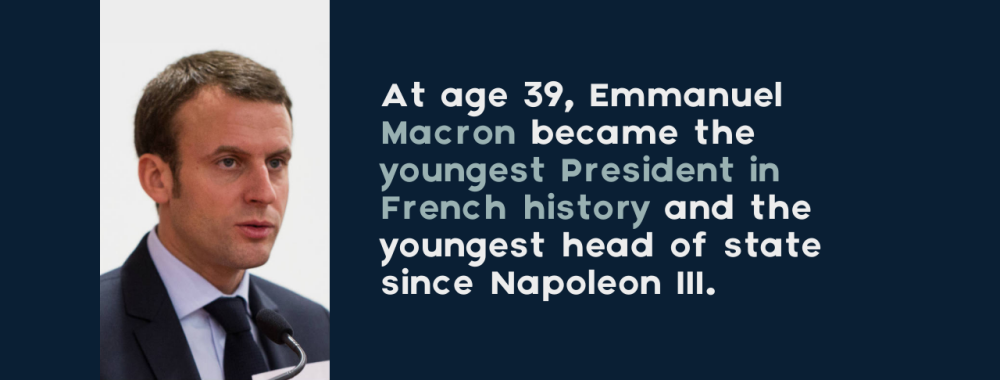 At age 39, Emmanuel
Macron became the
youngest President in
French history and the
youngest head of state
since Napoleon III.